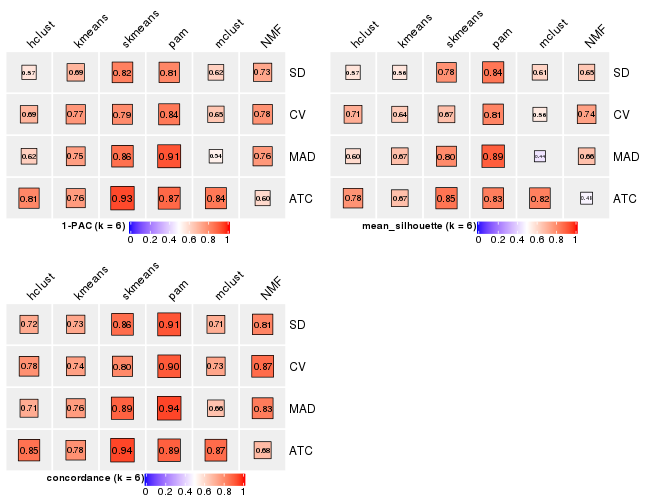 hclust kmeans skmeans pam mclust NMF
0.57 0.69 0.82 0.81 0.62 0.73 SD
0.69 0.77 0.79 0.84 0.65 0.78 CV
0.62 0.75 0.86 0.91 0.54 0.76 MAD
0.81 0.76 0.93 0.87 0.84 0.60 ATC
1-PAC (k = 6)
0 0.2 0.4 0.6 0.8 1
hclust kmeans skmeans pam mclust NMF
0.57 0.56 0.78 0.84 0.61 0.65 SD
0.71 0.64 0.67 0.81 0.56 0.74 CV
0.60 0.67 0.80 0.89 0.44 0.66 MAD
0.78 0.67 0.85 0.83 0.82 ATC
mean_silhouette (k = 6)
0 0.2 0.4 0.6 0.8 1
hclust kmeans skmeans pam mclust NMF
0.72 0.73 0.86 0.91 0.71 0.81 SD
0.78 0.74 0.80 0.90 0.73 0.87 CV
0.71 0.76 0.89 0.94 0.66 0.83 MAD
0.85 0.78 0.94 0.89 0.87 0.68 ATC
concordance (k = 6)
0 0.2 0.4 0.6 0.8 1